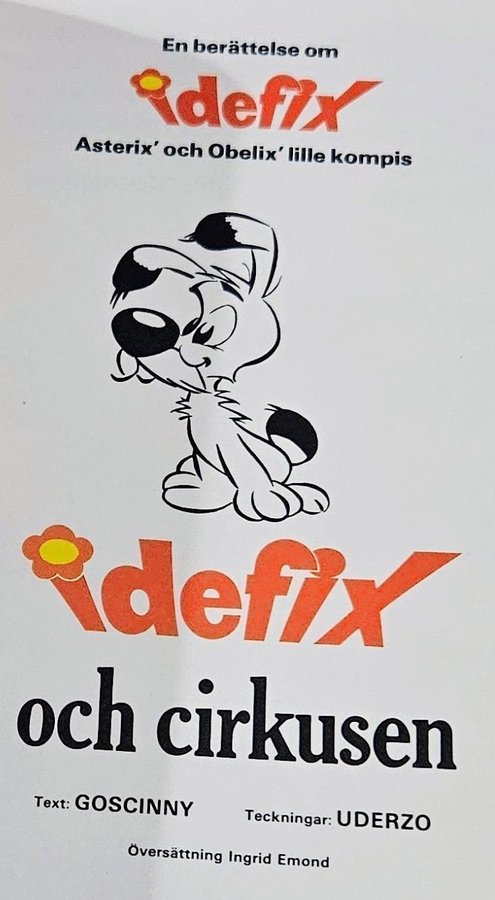 En berättelse om
idefix
Asterix' och Obelix' lille kompis
idefix
och cirkusen
Text: GOSCINNY Teckningar: UDERZO
Översättning Ingrid Emond